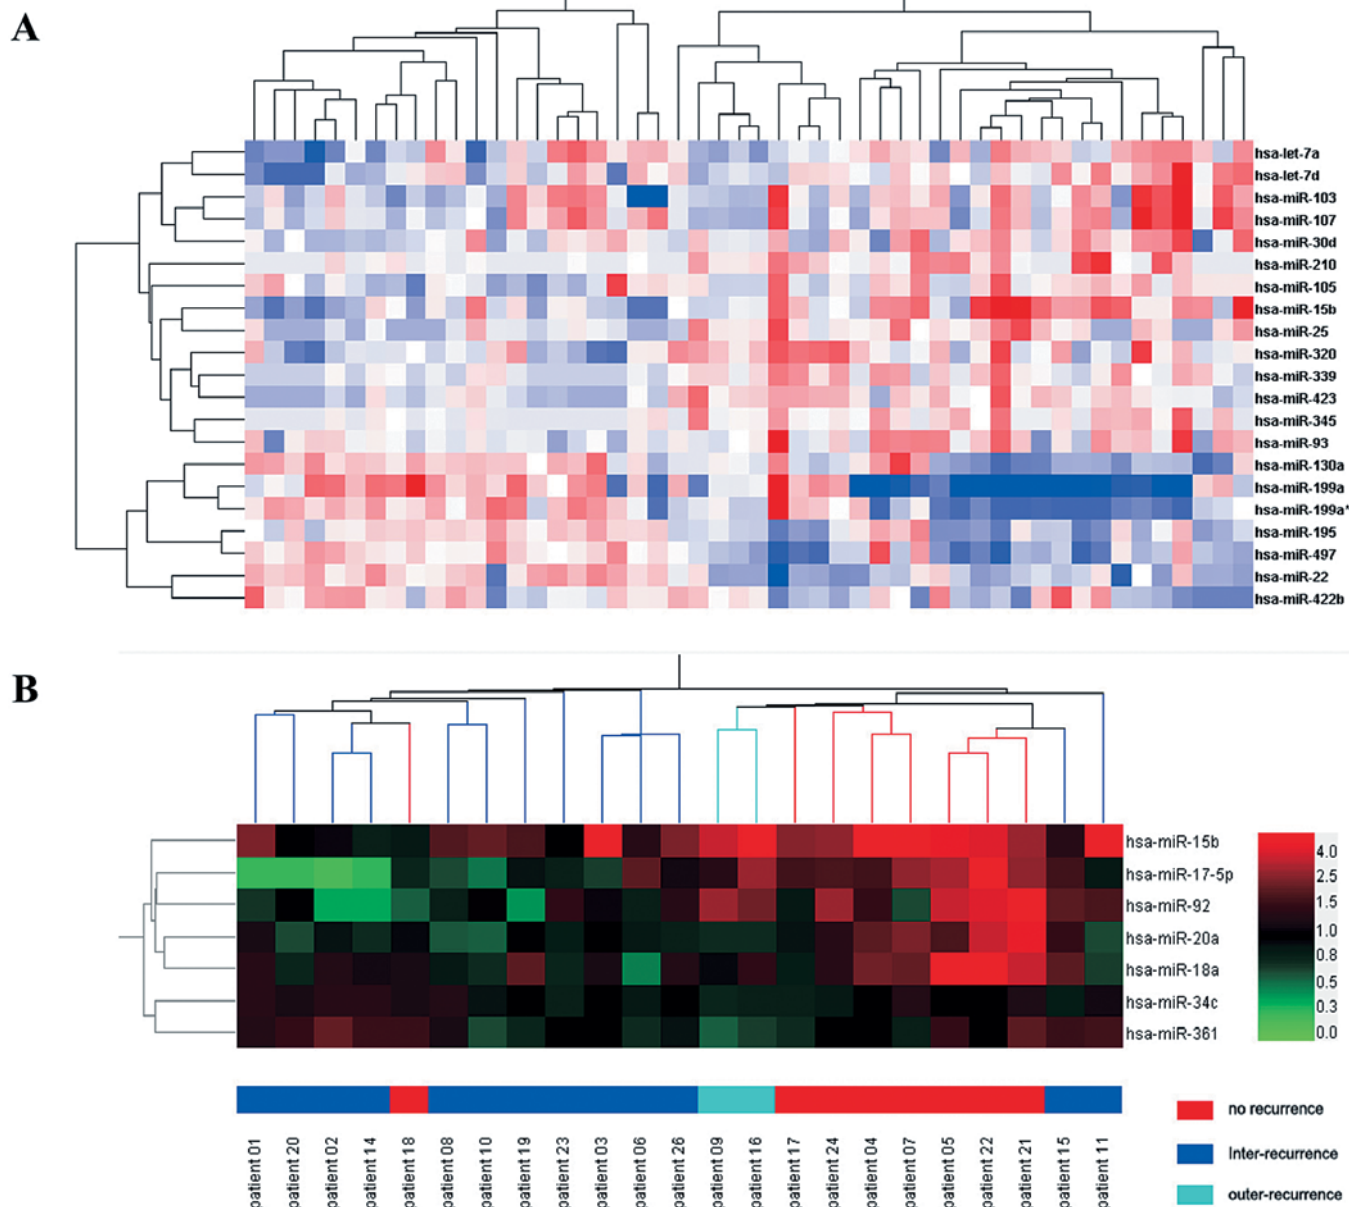 A
hsa-let-7a
hsa-let-7d
hsa-miR-103
hsa-miR-107
hsa-miR-30d
hsa-miR-210
hsa-miR-105
hsa-miR-15b
hsa-miR-25
hsa-miR-320
hsa-miR-339
hsa-miR-423
hsa-miR-345
hsa-miR-93
hsa-miR-130a
hsa-miR-199a
hsa-miR-199a*
hsa-miR-195
hsa-miR-497
hsa-miR-22
hsa-miR-422b
B
hsa-miR-15b
hsa-miR-17-5p
hsa-miR-92
hsa-miR-20a
hsa-miR-18a
hsa-miR-34c
hsa-miR-361
4.0
2.5
1.5
1.0
0.8
0.5
0.3
0.0
patient 01
patient 20
patient 02
patient 14
patient 18
patient 08
patient 10
patient 19
patient 23
patient 03
patient 06
patient 26
patient 09
patient 16
patient 17
patient 24
patient 04
patient 07
patient 05
patient 22
patient 21
patient 15
patient 11
no recurrence
Inter-recurrence
outer-recurrence